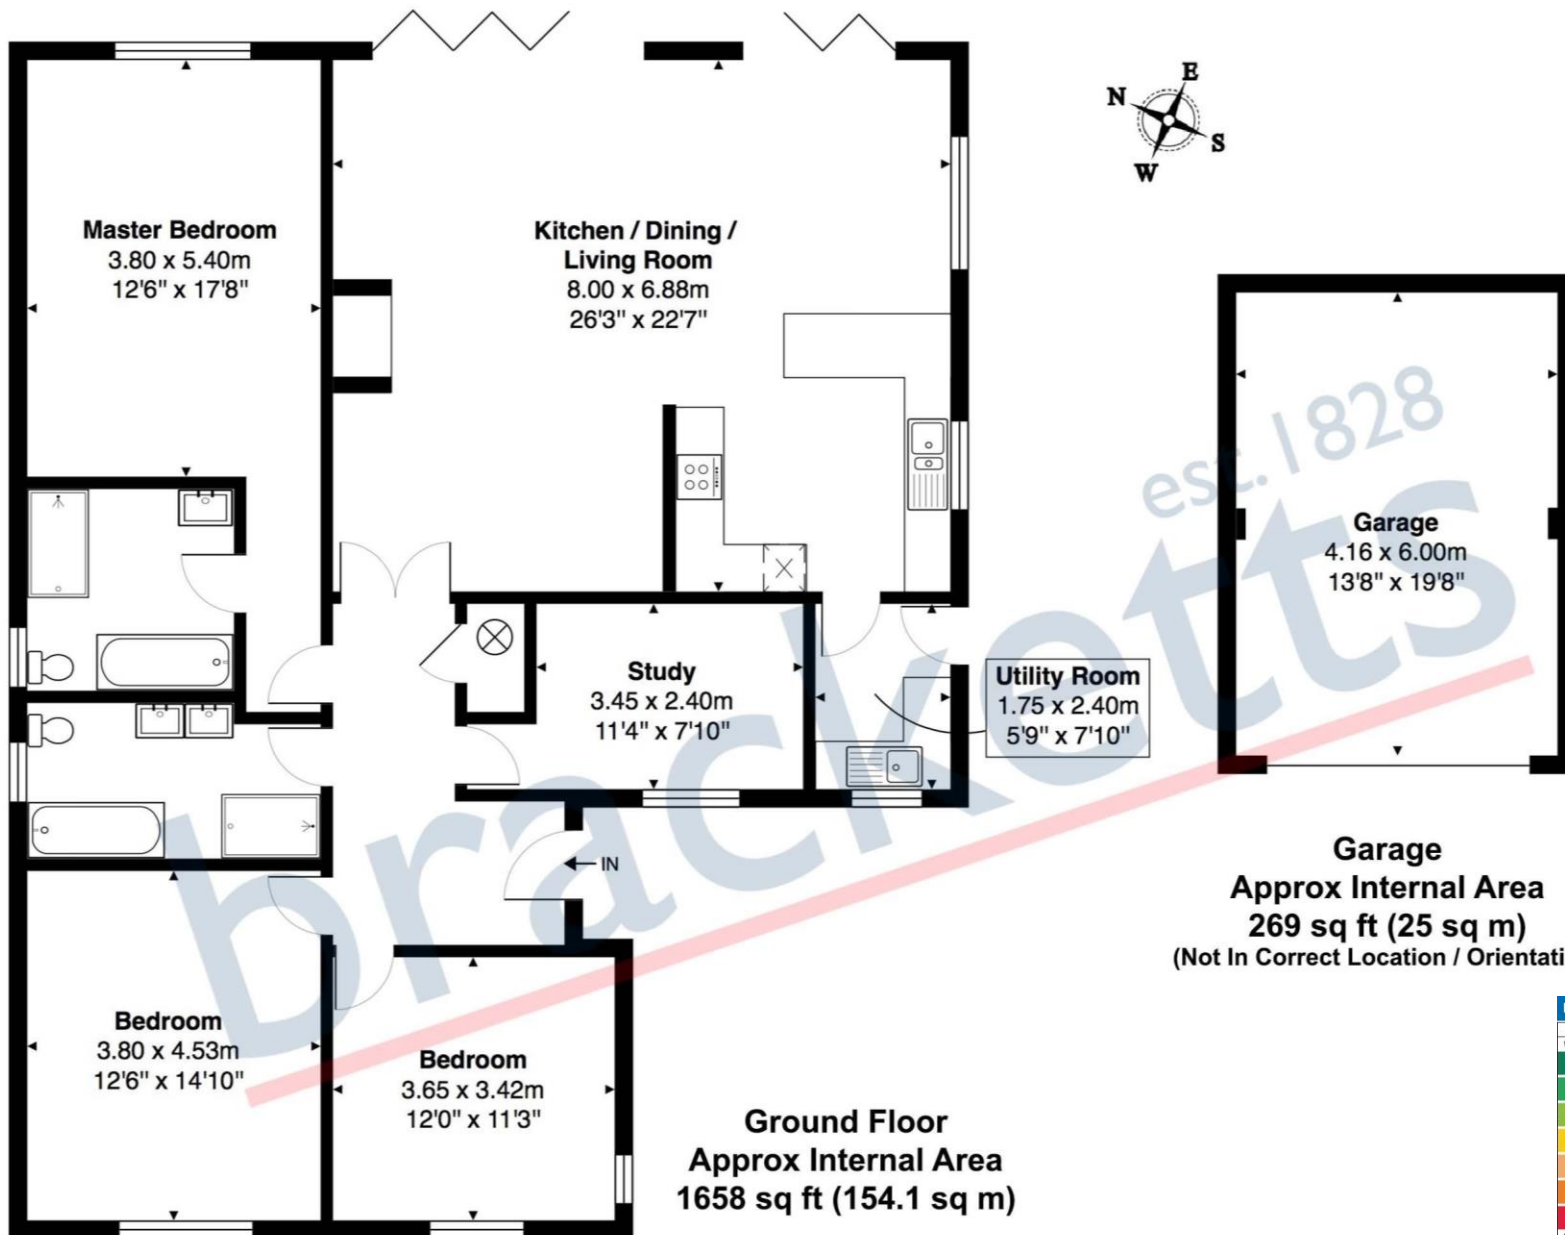 E
N
S
W
Master Bedroom
3.80 x 5.40m
12'6" x 17'8"
Kitchen / Dining /
Living Room
8.00 x 6.88m
26'3" x 22'7"
Garage
4.16 x 6.00m
13'8" x 19'8"
est. 1828
bracketts
Study
3.45 x 2.40m
11'4" x 7'10"
Utility Room
1.75 x 2.40m
5'9" x 7'10"
IN
Garage
Approx Internal Area
269 sq ft (25 sq m)
(Not In Correct Location / Orientati
Bedroom
3.80 x 4.53m
12'6" x 14'10"
Bedroom
3.65 x 3.42m
12'0" x 11'3"
Ground Floor
Approx Internal Area
1658 sq ft (154.1 sq m)